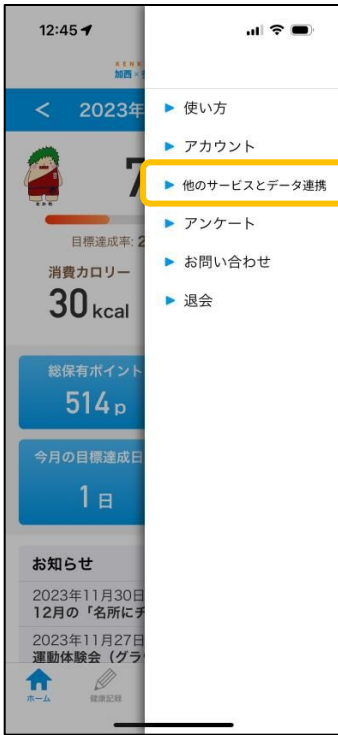 12:45
KENK
加西
< 2023年
7
目標達成率: 2
消費カロリー
30 kcal
総保有ポイント
514 p
今月の目標達成日
1 日
お知らせ
2023年11月30日
12月の「名所にチ
2023年11月27日
運動体験会（グラ
ホーム
健康記録
使い方
アカウント
他のサービスとデータ連携
アンケート
お問い合わせ
退会